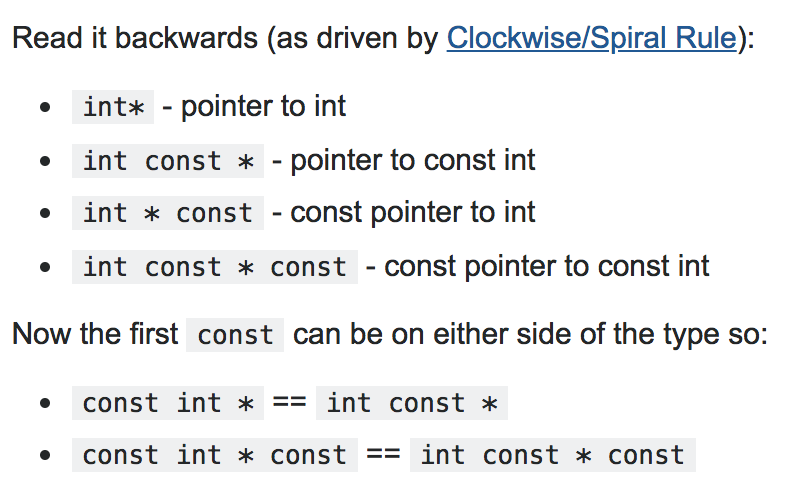 Read it backwards (as driven by Clockwise/Spiral Rule):
• int* - pointer to int
• int const * - pointer to const int
• int * const - const pointer to int
• int const * const - const pointer to const int
Now the first const can be on either side of the type so:
• const int * == int const *
• const int * const == int const * const